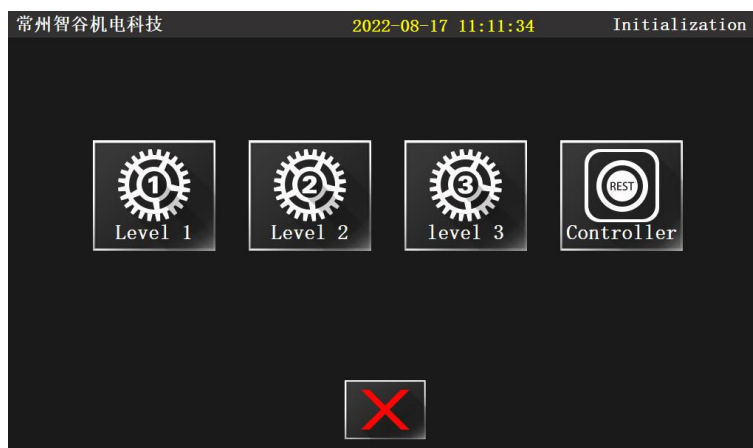 常州智谷机电科技 2022-08-17 11:11:34 Initialization
1 2 3 REST
Level 1 Level 2 level 3 Controller